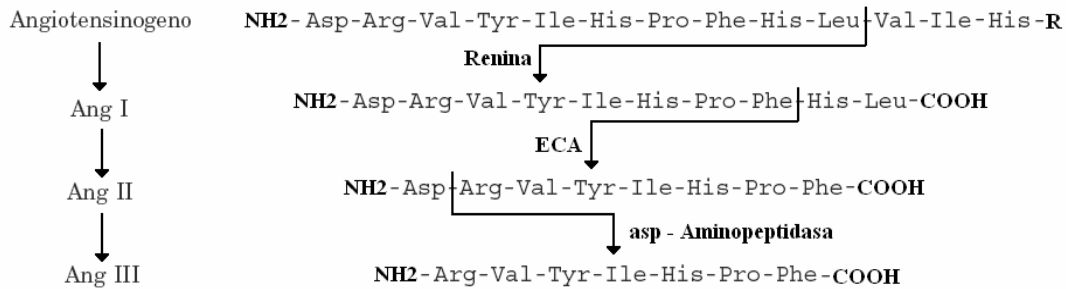 Angiotensinogeno NH2-Asp-Arg-Val-Tyr-Ile-His-Pro-Phe-His-Leu-Val-Ile-His-R
Renina
Ang I NH2-Asp-Arg-Val-Tyr-Ile-His-Pro-Phe-His-Leu-COOH
ECA
Ang II NH2-Asp-Arg-Val-Tyr-Ile-His-Pro-Phe-COOH
asp - Aminopeptidasa
Ang III NH2-Arg-Val-Tyr-Ile-His-Pro-Phe-COOH